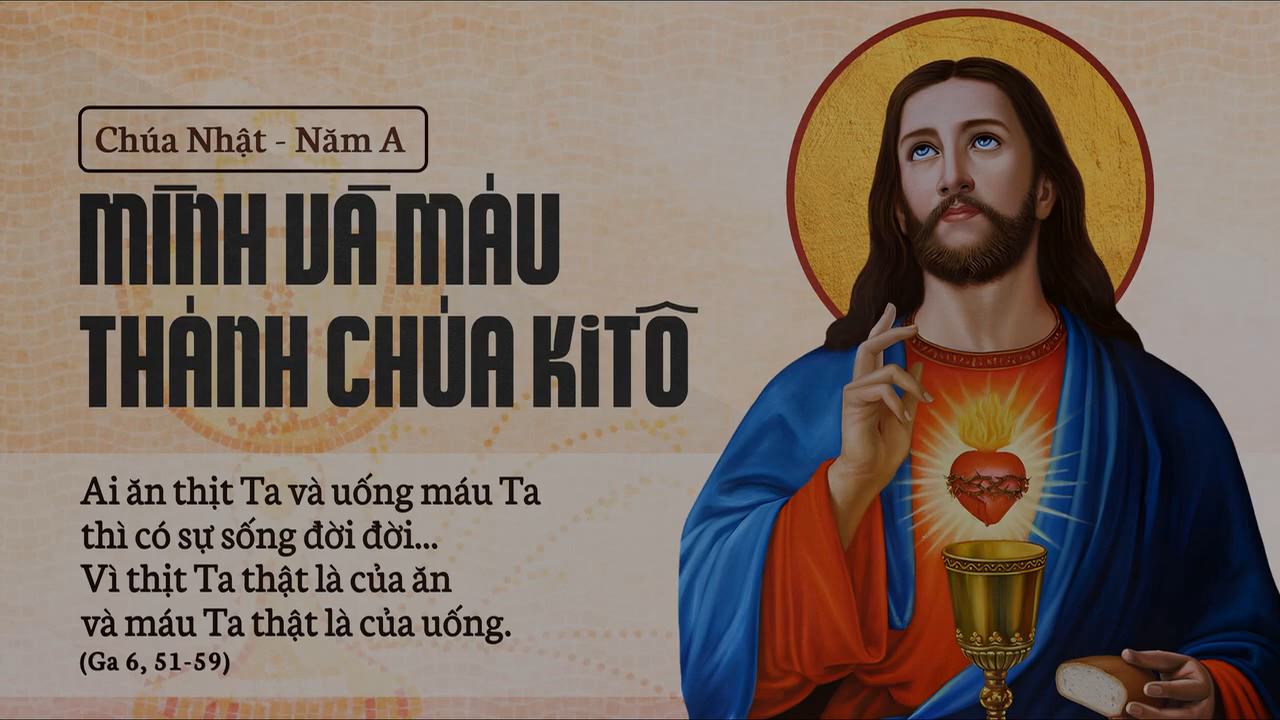 Chúa Nhật - Năm A
MÌNH VÀ MÁU
THÁNH CHÚA KITÔ
Ai ăn thịt Ta và uống máu Ta
thì có sự sống đời đời...
Vì thịt Ta thật là của ăn
và máu Ta thật là của uống.
(Ga 6, 51-59)